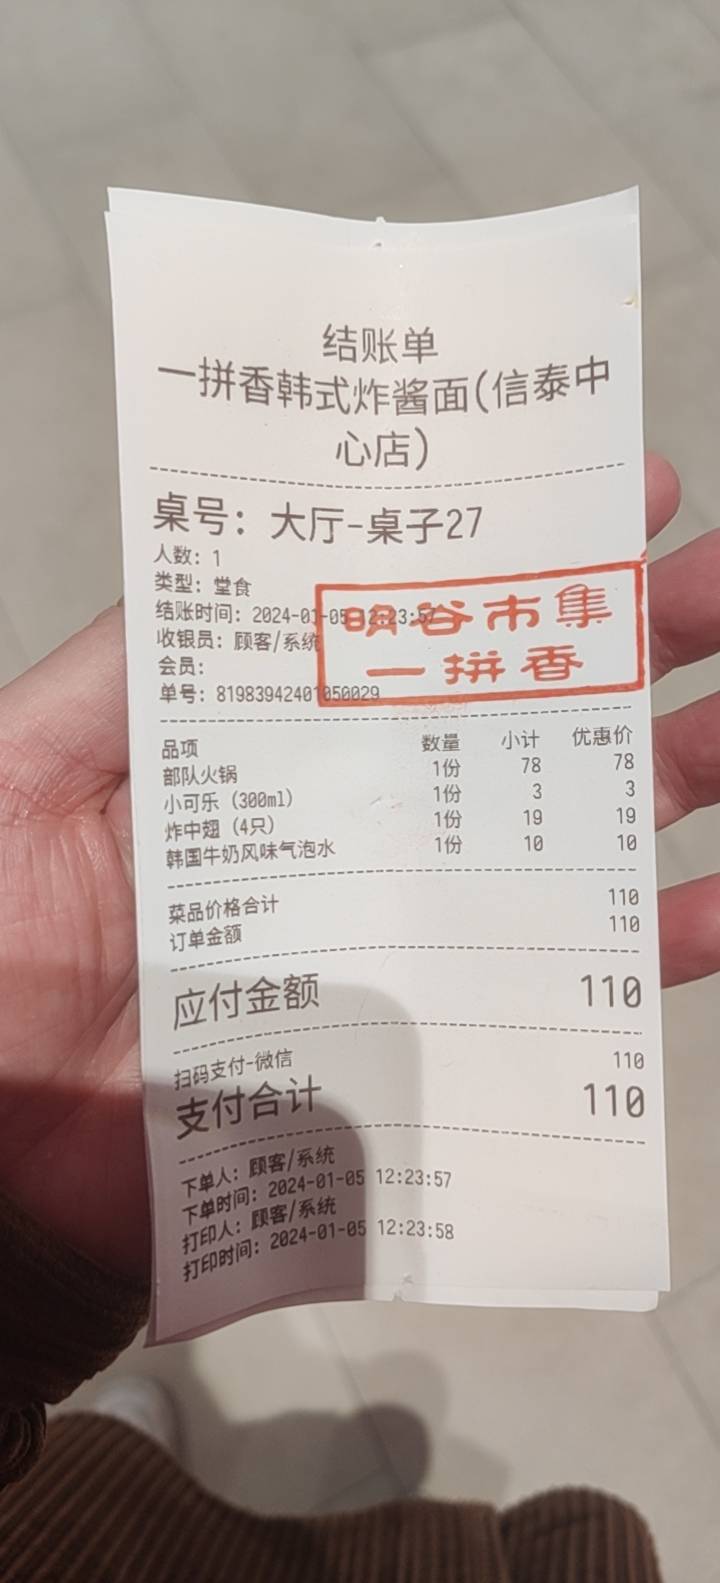 结账单
一拼香韩式炸酱面(信泰中
心店)
桌号: 大厅-桌子27
人数: 1
类型: 堂食
结账时间: 2024-01-05 12:23:57
收银员: 顾客/系统
会员:
单号: 81983942401050029
明谷市集
一拼香
品项 数量 小计 优惠价
部队火锅 1份 78 78
小可乐 (300ml) 1份 3 3
炸中翅 (4只) 1份 19 19
韩国牛奶风味气泡水 1份 10 10
菜品价格合计 110
订单金额 110
应付金额 110
扫码支付-微信 110
支付合计 110
下单人: 顾客/系统
下单时间: 2024-01-05 12:23:57
打印人: 顾客/系统
打印时间: 2024-01-05 12:23:58